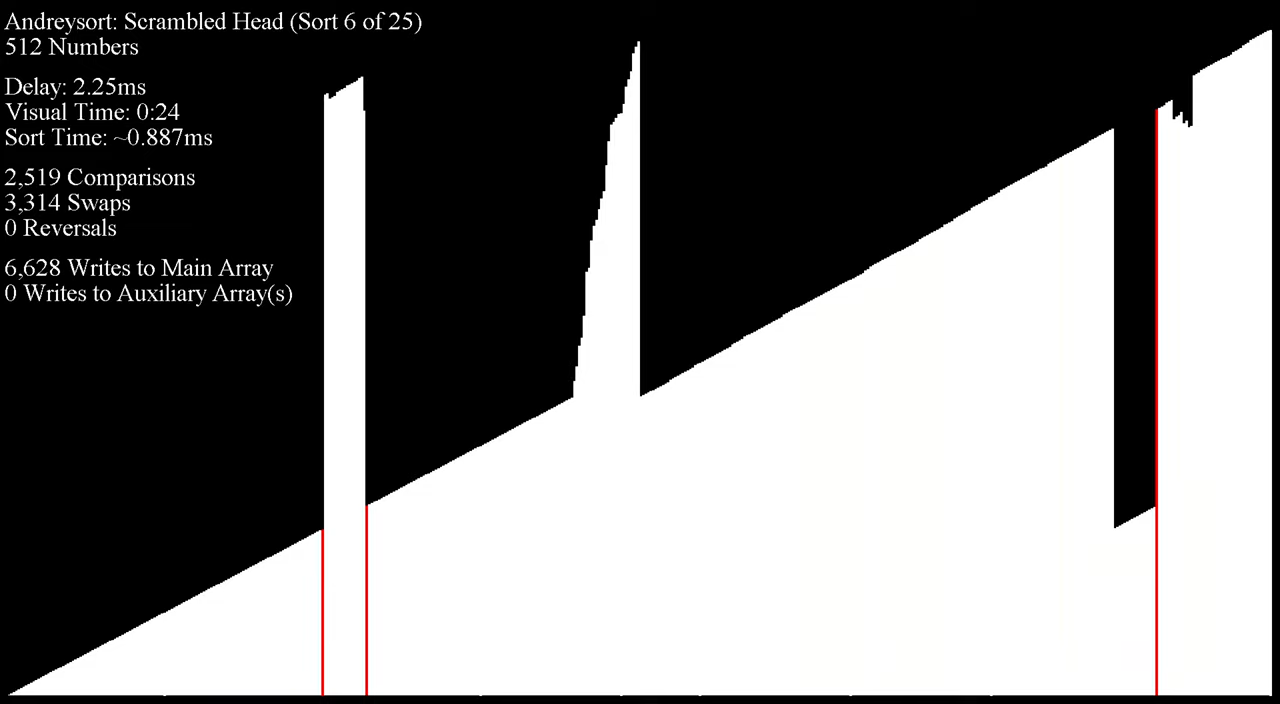 Andreysort: Scrambled Head (Sort 6 of 25)
512 Numbers
Delay: 2.25ms
Visual Time: 0:24
Sort Time: ~0.887ms
2,519 Comparisons
3,314 Swaps
0 Reversals
6,628 Writes to Main Array
0 Writes to Auxiliary Array(s)